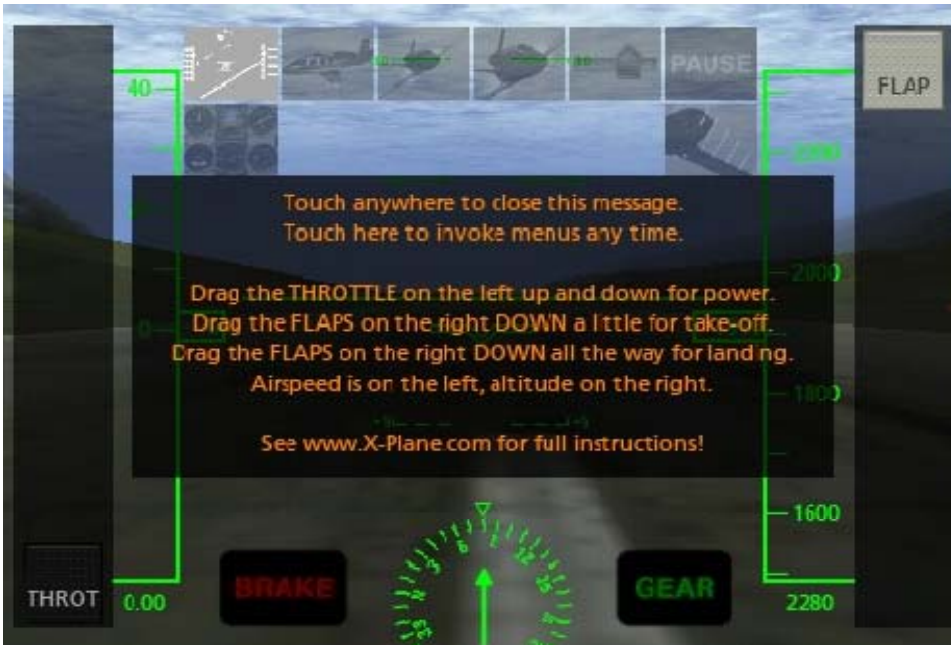 PAUSE
FLAP
40
Touch anywhere to close this message.
Touch here to invoke menus any time.
Drag the THROTTLE on the left up and down for power.
Drag the FLAPS on the right DOWN a little for take-off.
Drag the FLAPS on the right DOWN all the way for landing.
Airspeed is on the left, altitude on the right.
See www.X-Plane.com for full instructions!
2000
0
1800
1600
THROT
0.00
BRAKE
GEAR
2280